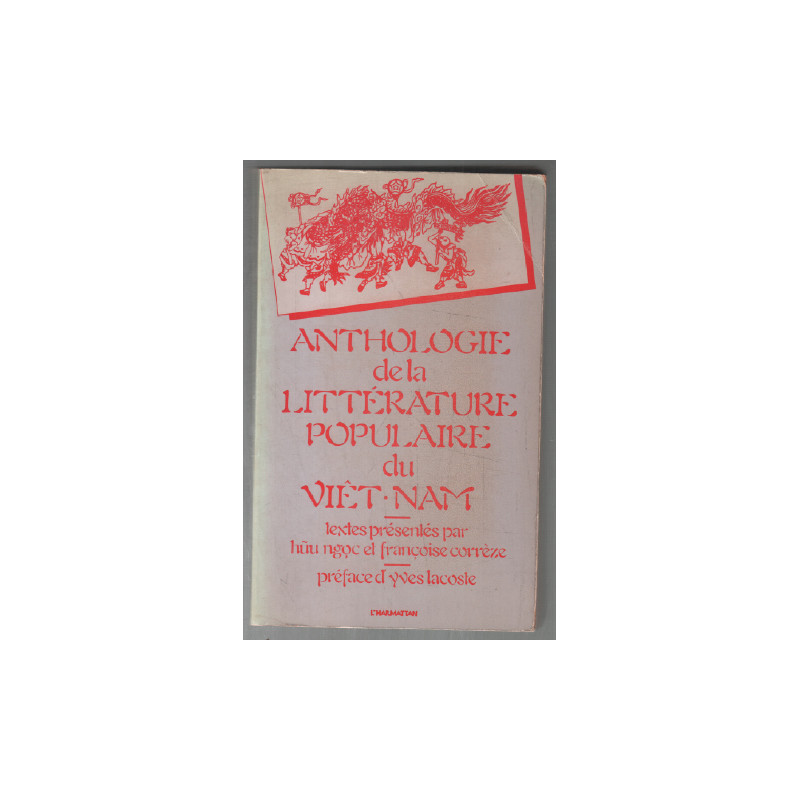 ANTHOLOGIE
de la
LITTÉRATURE
POPULAIRE
du
VIÊT·NAM
textes présentés par
hũu ngọc et françoise corrèze
préface d'yves lacoste
L'HARMATTAN